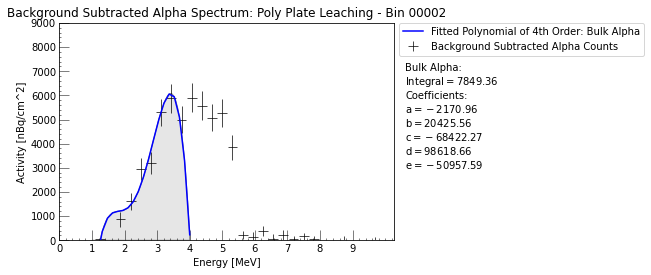 Background Subtracted Alpha Spectrum: Poly Plate Leaching - Bin 00002
Fitted Polynomial of 4th Order: Bulk Alpha
Background Subtracted Alpha Counts
Bulk Alpha:
Integral = 7849.36
Coefficients:
a = −2170.96
b = 20425.56
c = −68422.27
d = 98618.66
e = −50957.59
Activity [nBq/cm^2]
9000
8000
7000
6000
5000
4000
3000
2000
1000
0
0 1 2 3 4 5 6 7 8 9
Energy [MeV]